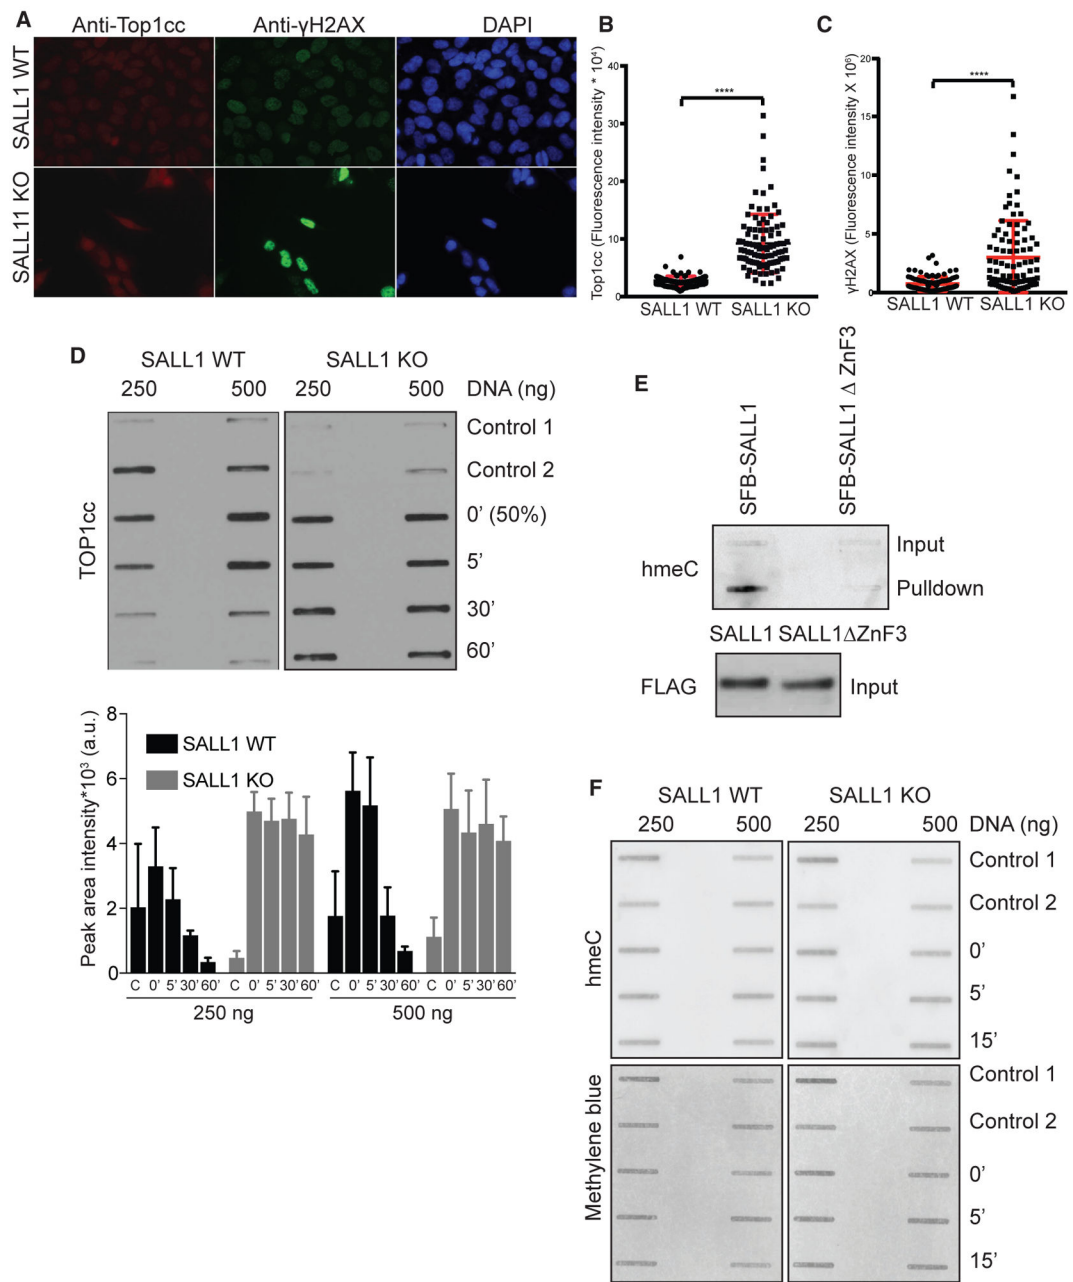 A
Anti-Top1cc Anti-γH2AX DAPI
SALL1 WT
SALL11 KO
B
Top1cc (Fluorescence intensity * 10⁴)
40
30
20
10
0
****
SALL1 WT SALL1 KO
C
γH2AX (Fluorescence intensity X 10⁶)
20
15
10
5
0
****
SALL1 WT SALL1 KO
D
SALL1 WT SALL1 KO
250 500 250 500 DNA (ng)
TOP1cc
Control 1
Control 2
0' (50%)
5'
30'
60'
Peak area intensity*10³ (a.u.)
8
6
4
2
0
SALL1 WT
SALL1 KO
C 0' 5' 30' 60' C 0' 5' 30' 60' C 0' 5' 30' 60' C 0' 5' 30' 60'
250 ng 500 ng
E
SFB-SALL1
SFB-SALL1 Δ ZnF3
hmeC
Input
Pulldown
SALL1 SALL1ΔZnF3
FLAG
Input
F
SALL1 WT SALL1 KO
250 500 250 500 DNA (ng)
hmeC
Control 1
Control 2
0'
5'
15'
Methylene blue
Control 1
Control 2
0'
5'
15'